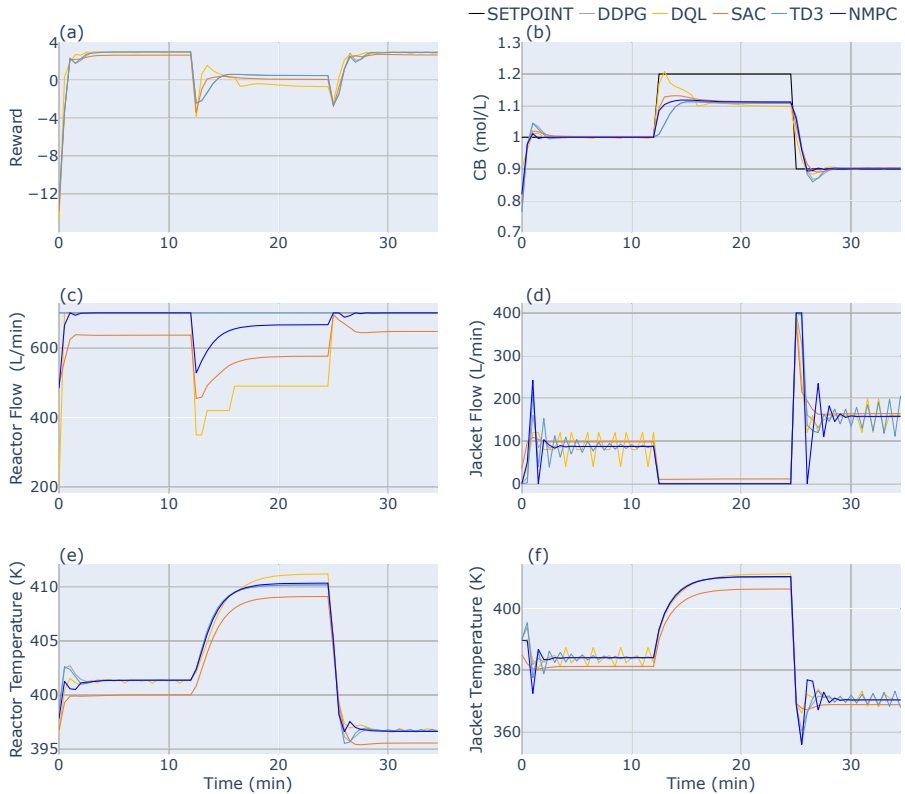 SETPOINT DDPG DQL SAC TD3 NMPC
(a)
4
0
−4
−8
−12
Reward
0 10 20 30
(b)
1.3
1.2
1.1
1
0.9
0.8
0.7
CB (mol/L)
0 10 20 30
(c)
600
400
200
Reactor Flow (L/min)
0 10 20 30
(d)
400
300
200
100
0
Jacket Flow (L/min)
0 10 20 30
(e)
410
405
400
395
Reactor Temperature (K)
0 10 20 30
Time (min)
(f)
400
380
360
Jacket Temperature (K)
0 10 20 30
Time (min)